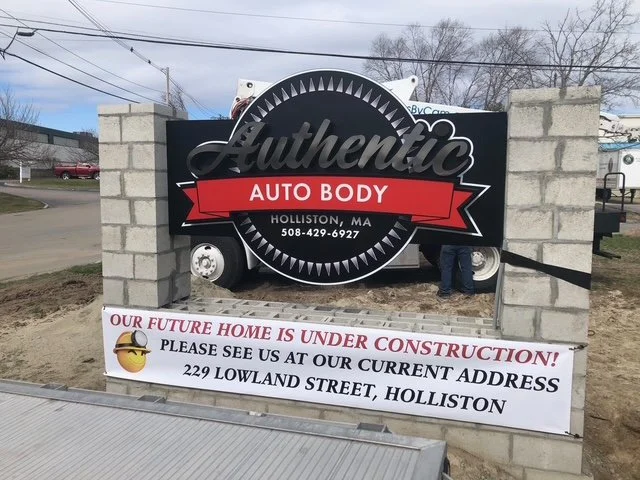 sByCam
Authentic
AUTO BODY
HOLLISTON, MA
508-429-6927
OUR FUTURE HOME IS UNDER CONSTRUCTION!
PLEASE SEE US AT OUR CURRENT ADDRESS
229 LOWLAND STREET, HOLLISTON